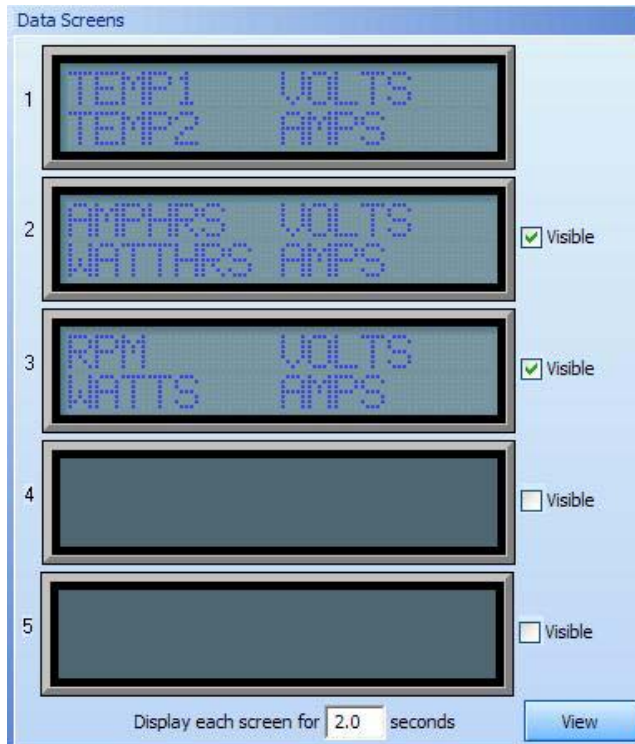 Data Screens
1
TEMP1 VOLTS
TEMP2 AMPS
2
AMPHRS VOLTS
WATTHRS AMPS
Visible
3
RPM VOLTS
WATTS AMPS
Visible
4
Visible
5
Visible
Display each screen for 2.0 seconds
View